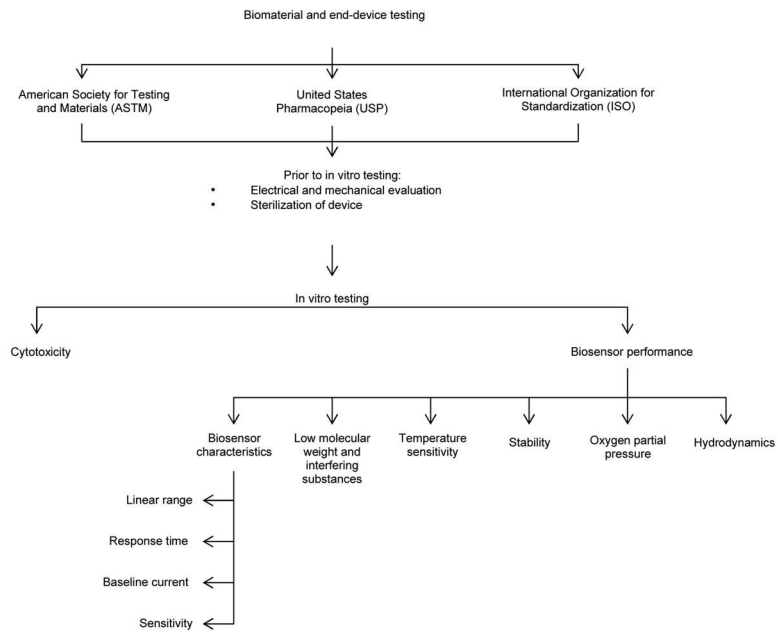 Biomaterial and end-device testing
American Society for Testing
and Materials (ASTM)
United States
Pharmacopeia (USP)
International Organization for
Standardization (ISO)
Prior to in vitro testing:
• Electrical and mechanical evaluation
• Sterilization of device
In vitro testing
Cytotoxicity
Biosensor performance
Biosensor
characteristics
Low molecular
weight and
interfering
substances
Temperature
sensitivity
Stability
Oxygen partial
pressure
Hydrodynamics
Linear range
Response time
Baseline current
Sensitivity